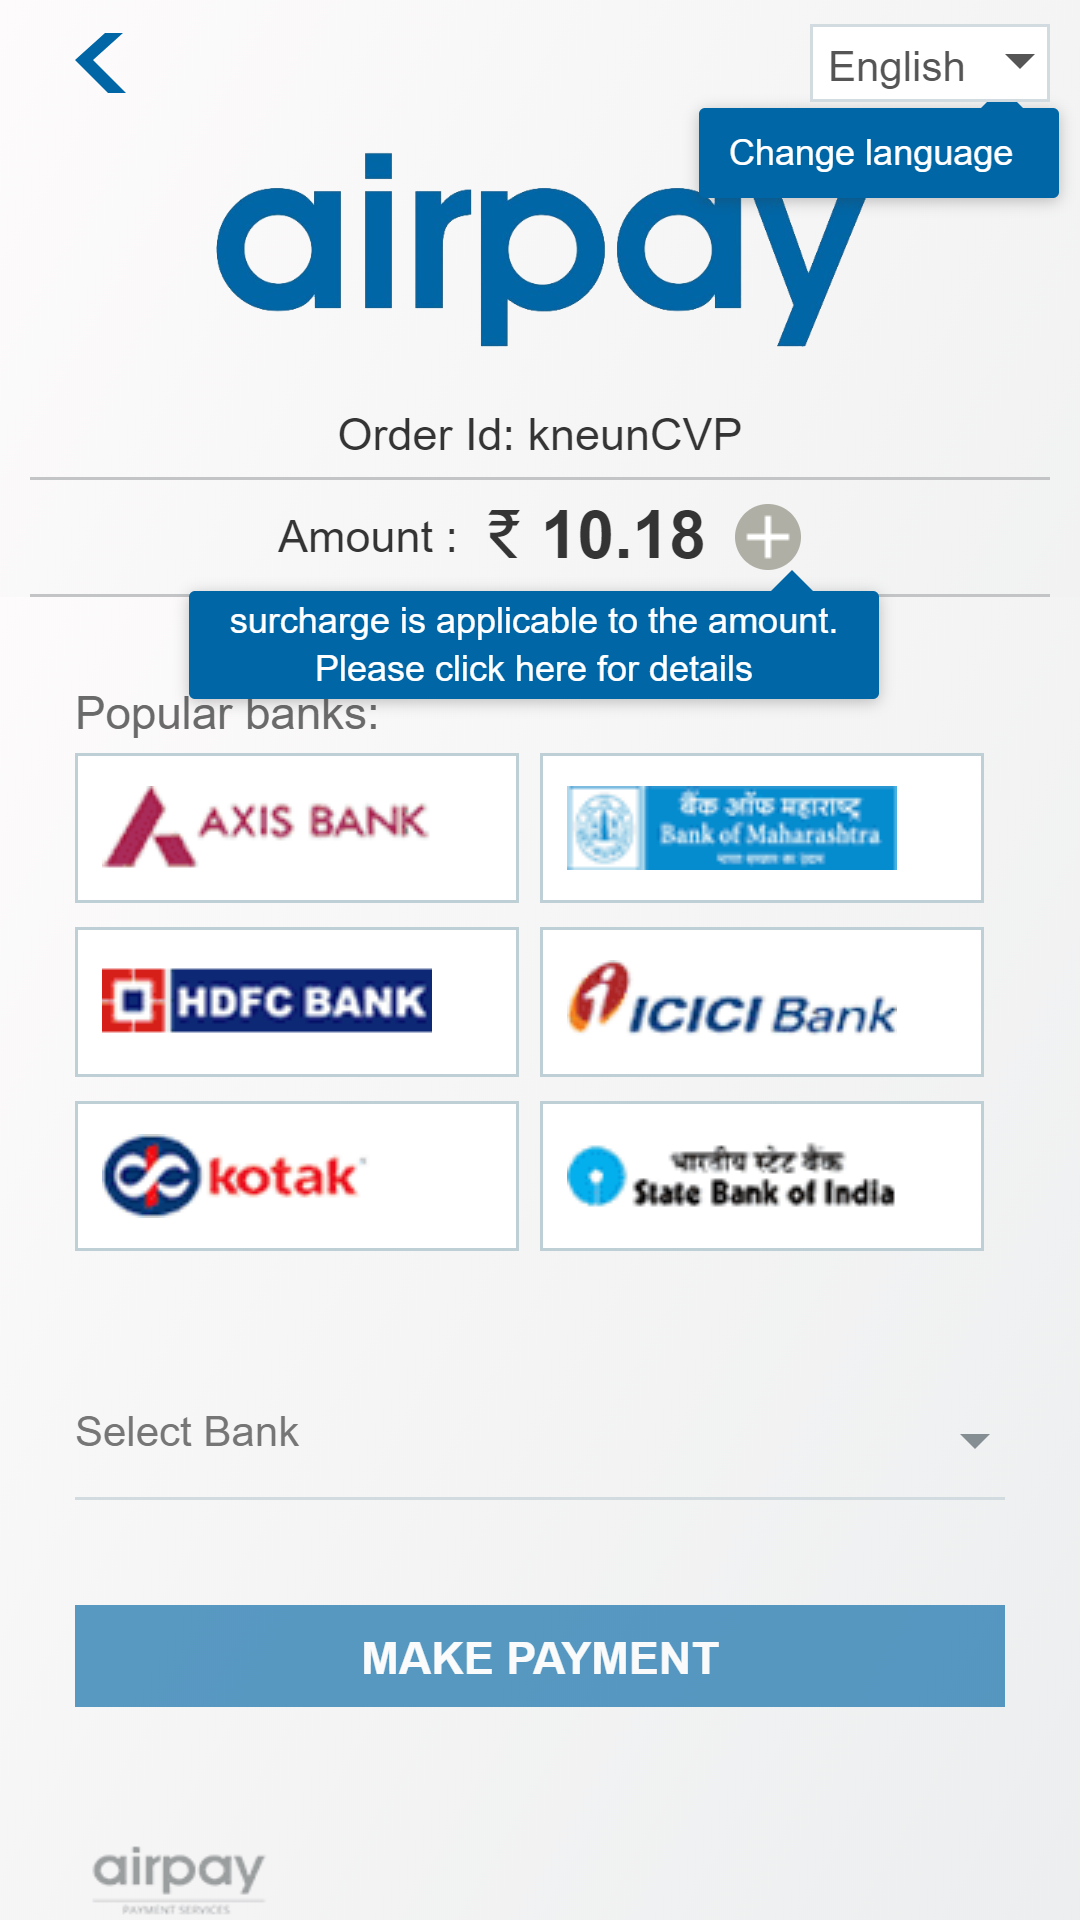 English
Change language
airpay
Order Id: kneunCVP
Amount : ₹ 10.18
surcharge is applicable to the amount.
Please click here for details
Popular banks:
AXIS BANK
बैंक ऑफ महाराष्ट्र
Bank of Maharashtra
HDFC BANK
ICICI Bank
kotak
भारतीय स्टेट बैंक
State Bank of India
Select Bank
MAKE PAYMENT
airpay
PAYMENT SERVICES